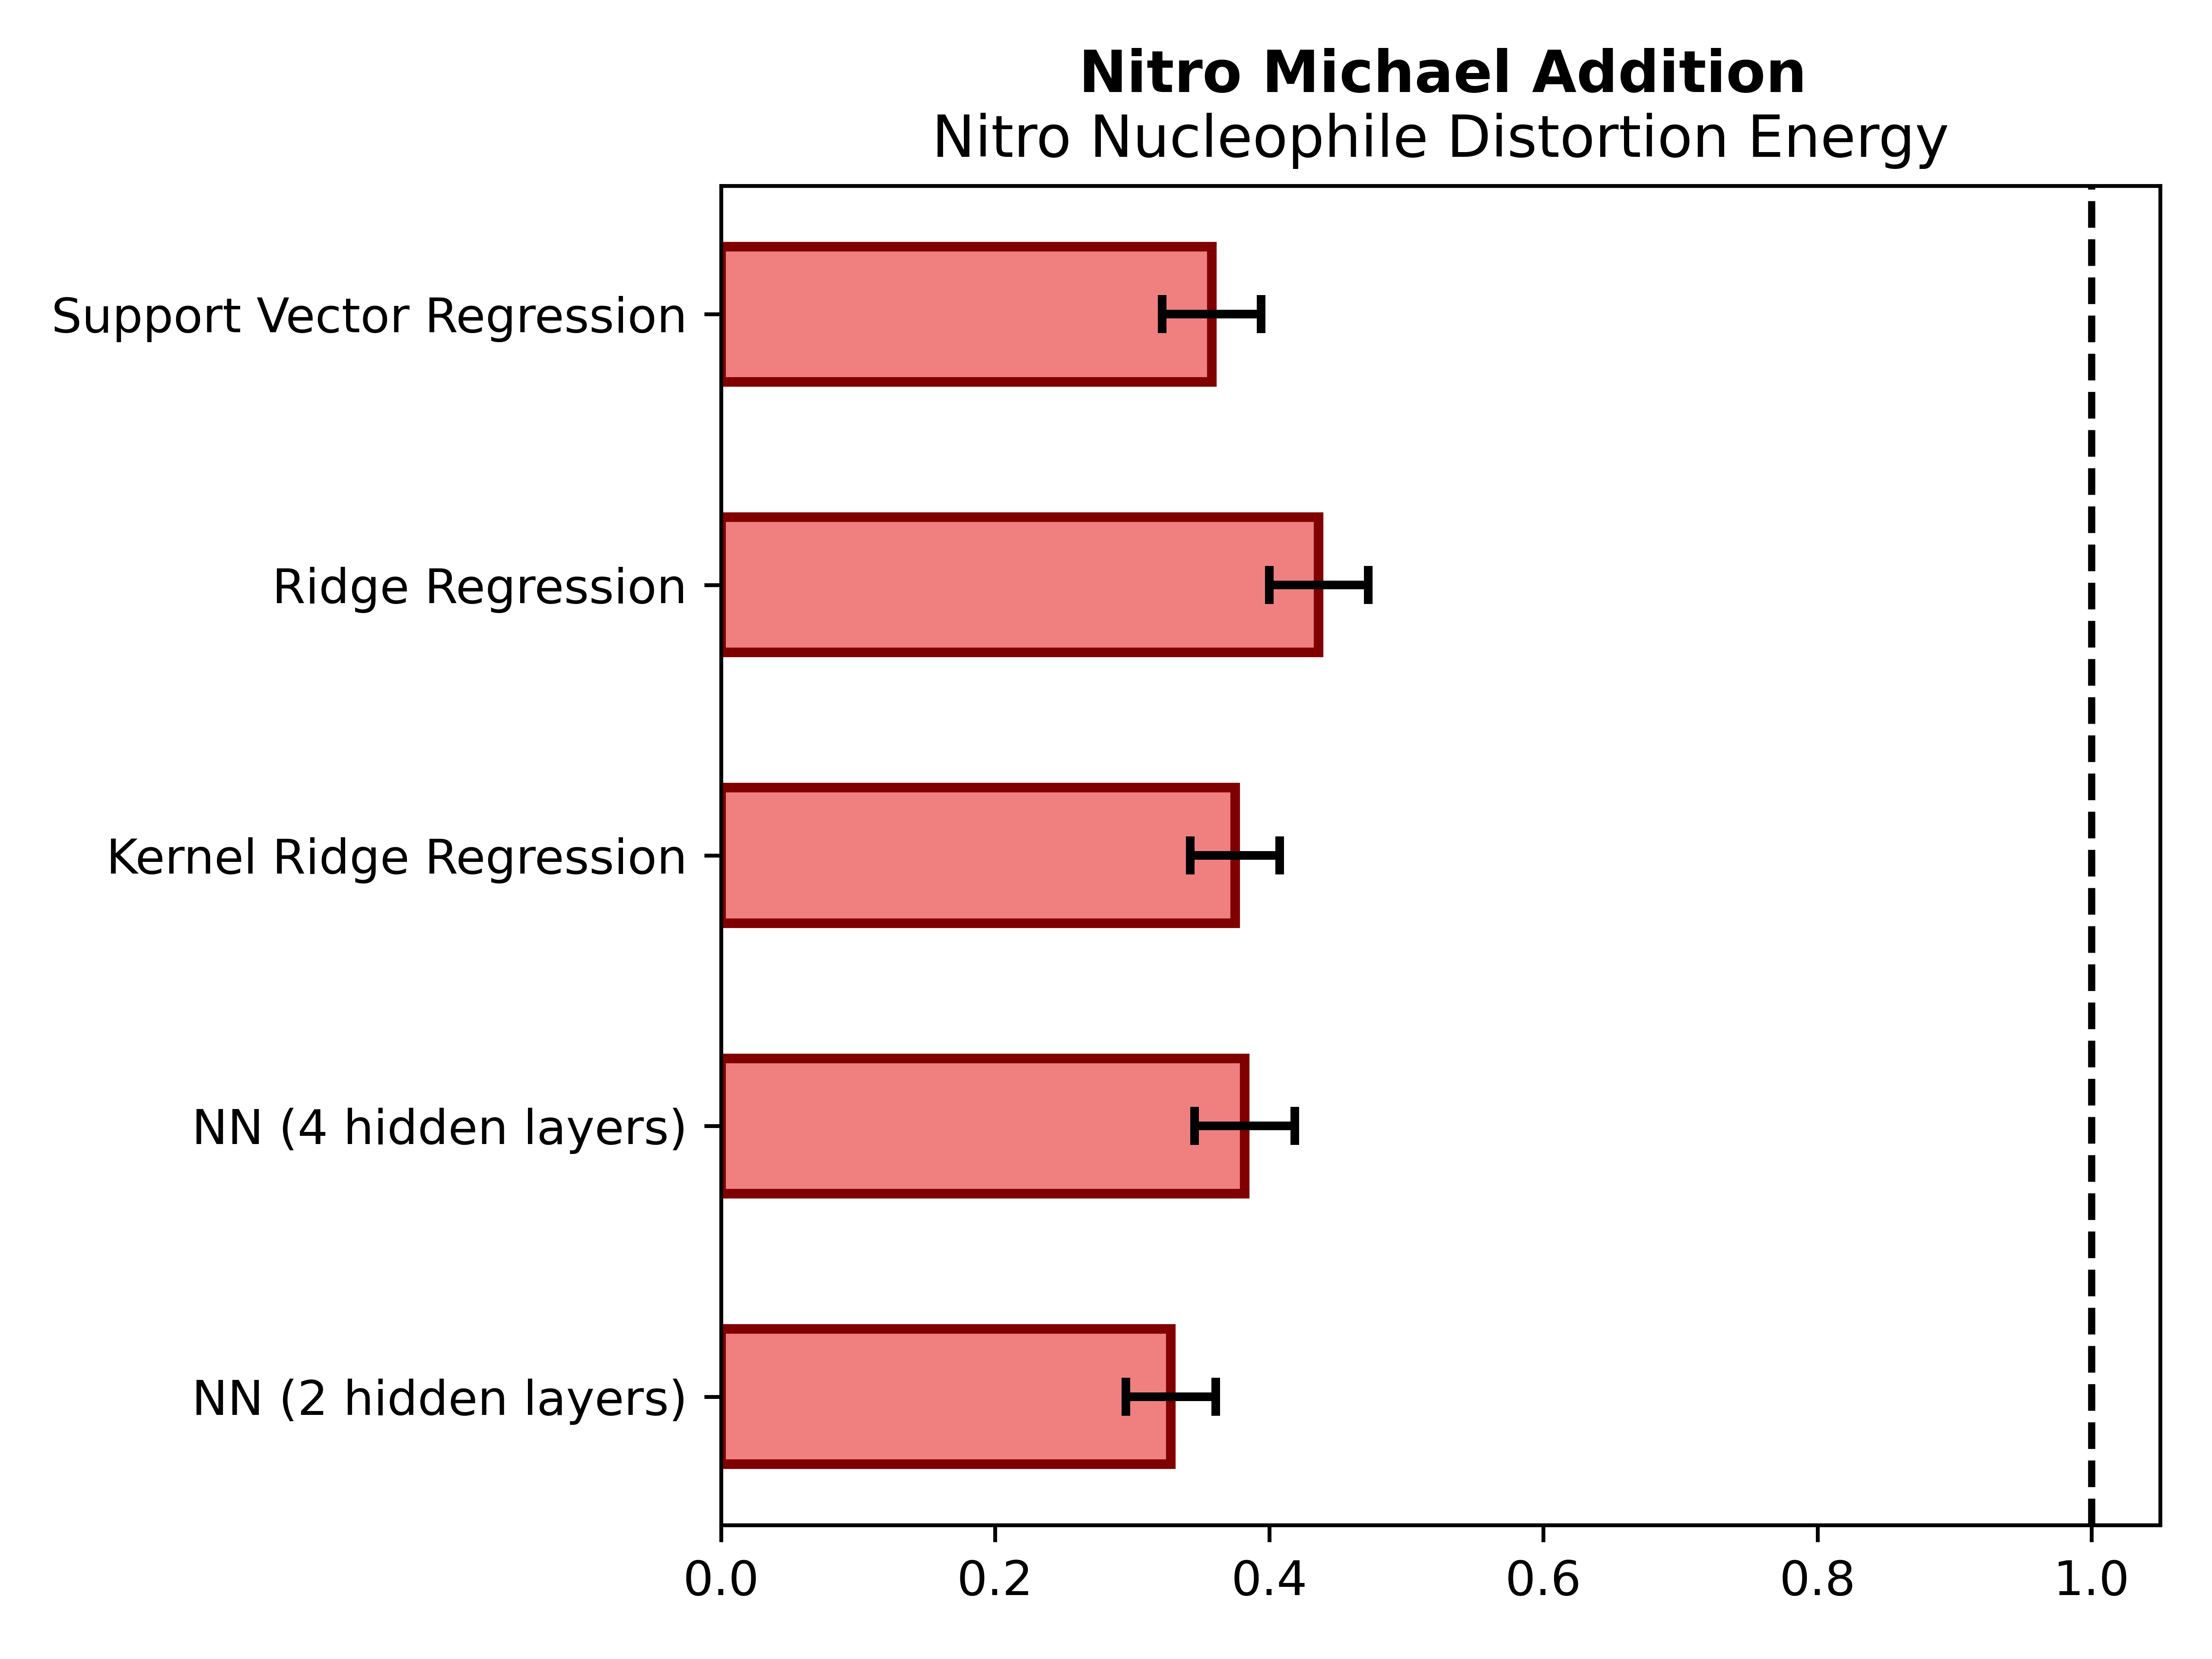 Nitro Michael Addition
Nitro Nucleophile Distortion Energy
Support Vector Regression
Ridge Regression
Kernel Ridge Regression
NN (4 hidden layers)
NN (2 hidden layers)
0.0 0.2 0.4 0.6 0.8 1.0